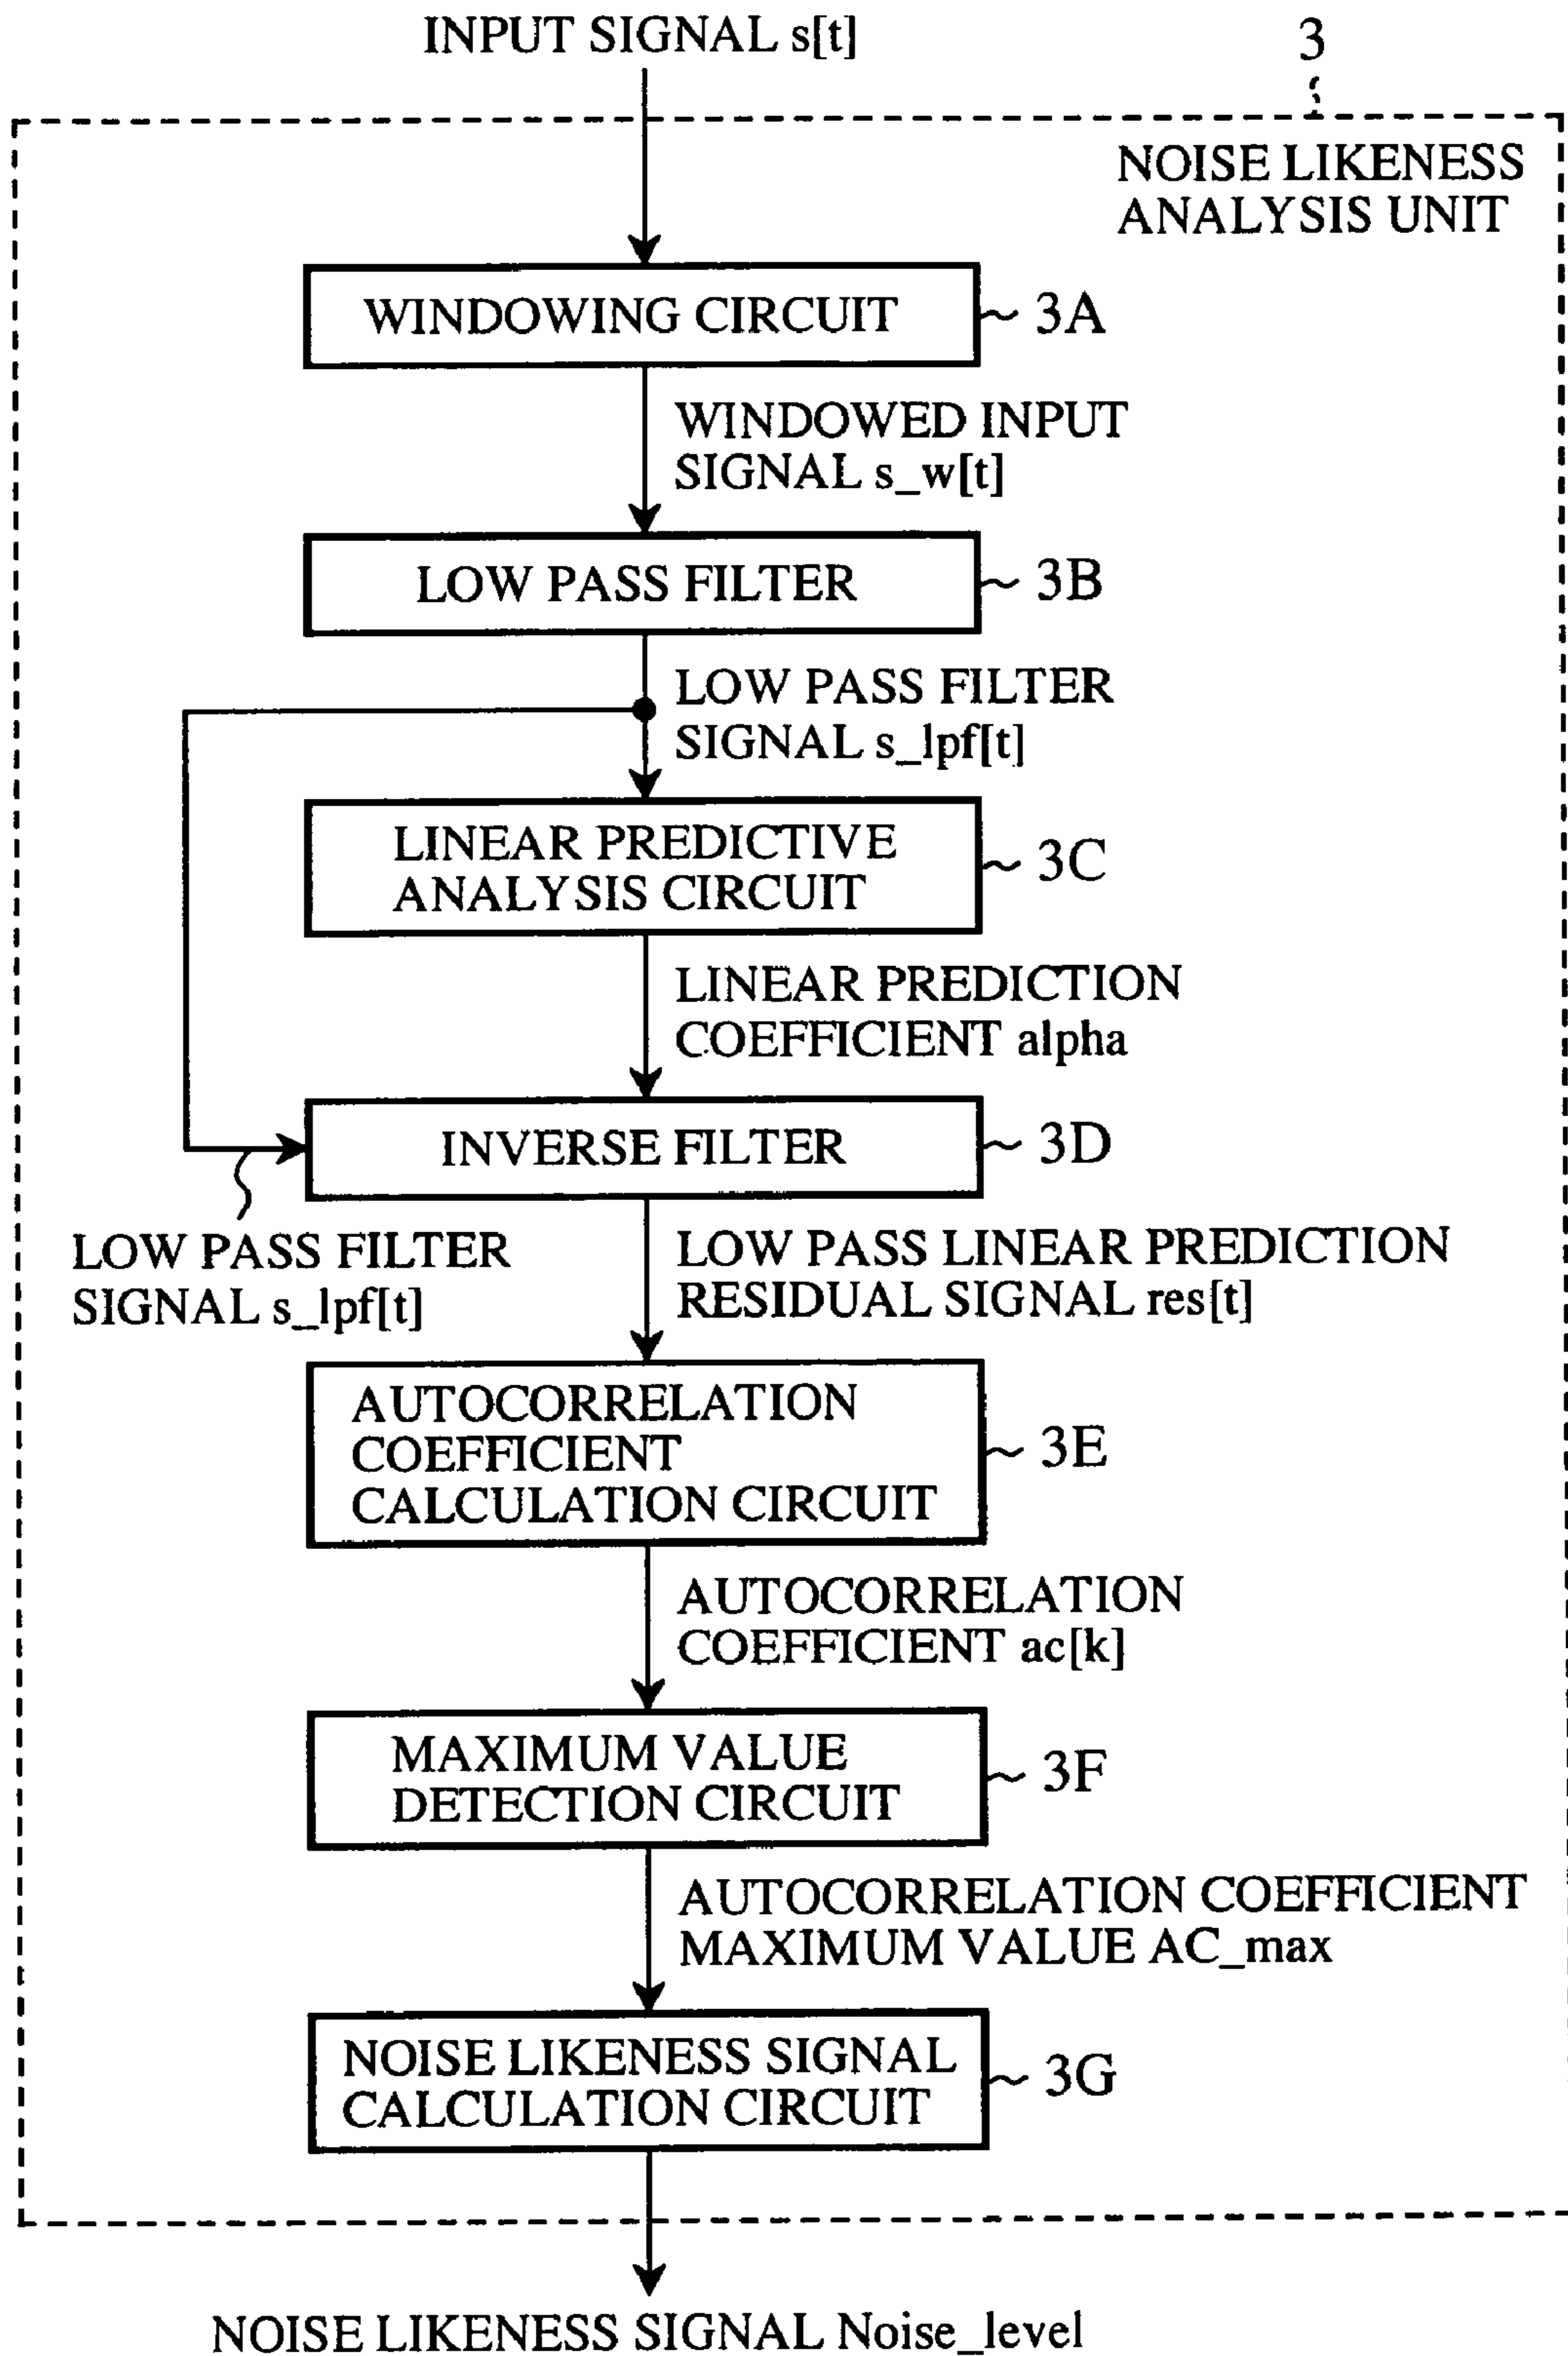 INPUT SIGNAL s[t]
3
NOISE LIKENESS
ANALYSIS UNIT
WINDOWING CIRCUIT
3A
WINDOWED INPUT
SIGNAL s_w[t]
LOW PASS FILTER
3B
LOW PASS FILTER
SIGNAL s_lpf[t]
LINEAR PREDICTIVE
ANALYSIS CIRCUIT
3C
LINEAR PREDICTION
COEFFICIENT alpha
INVERSE FILTER
3D
LOW PASS FILTER
SIGNAL s_lpf[t]
LOW PASS LINEAR PREDICTION
RESIDUAL SIGNAL res[t]
AUTOCORRELATION
COEFFICIENT
CALCULATION CIRCUIT
3E
AUTOCORRELATION
COEFFICIENT ac[k]
MAXIMUM VALUE
DETECTION CIRCUIT
3F
AUTOCORRELATION COEFFICIENT
MAXIMUM VALUE AC_max
NOISE LIKENESS SIGNAL
CALCULATION CIRCUIT
3G
NOISE LIKENESS SIGNAL Noise_level